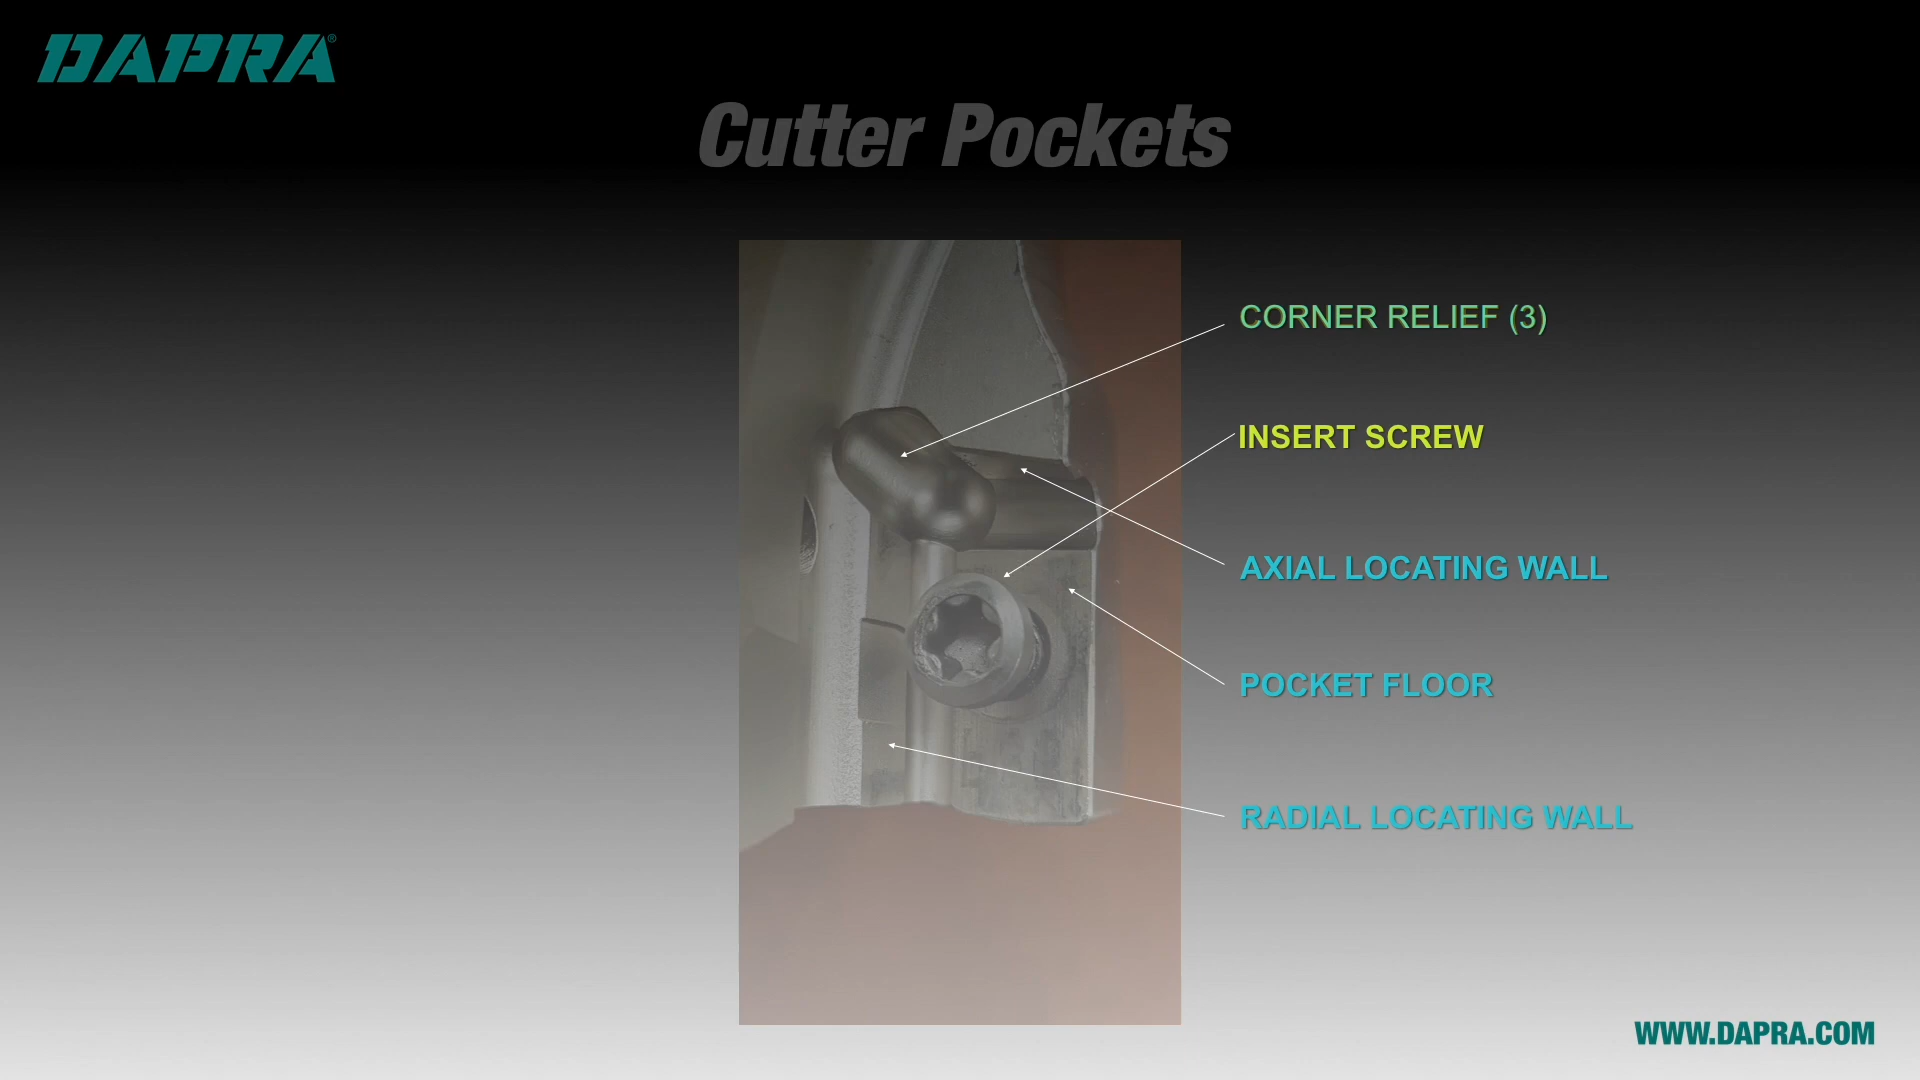 DAPRA®
Cutter Pockets
CORNER RELIEF (3)
INSERT SCREW
AXIAL LOCATING WALL
POCKET FLOOR
RADIAL LOCATING WALL
WWW.DAPRA.COM